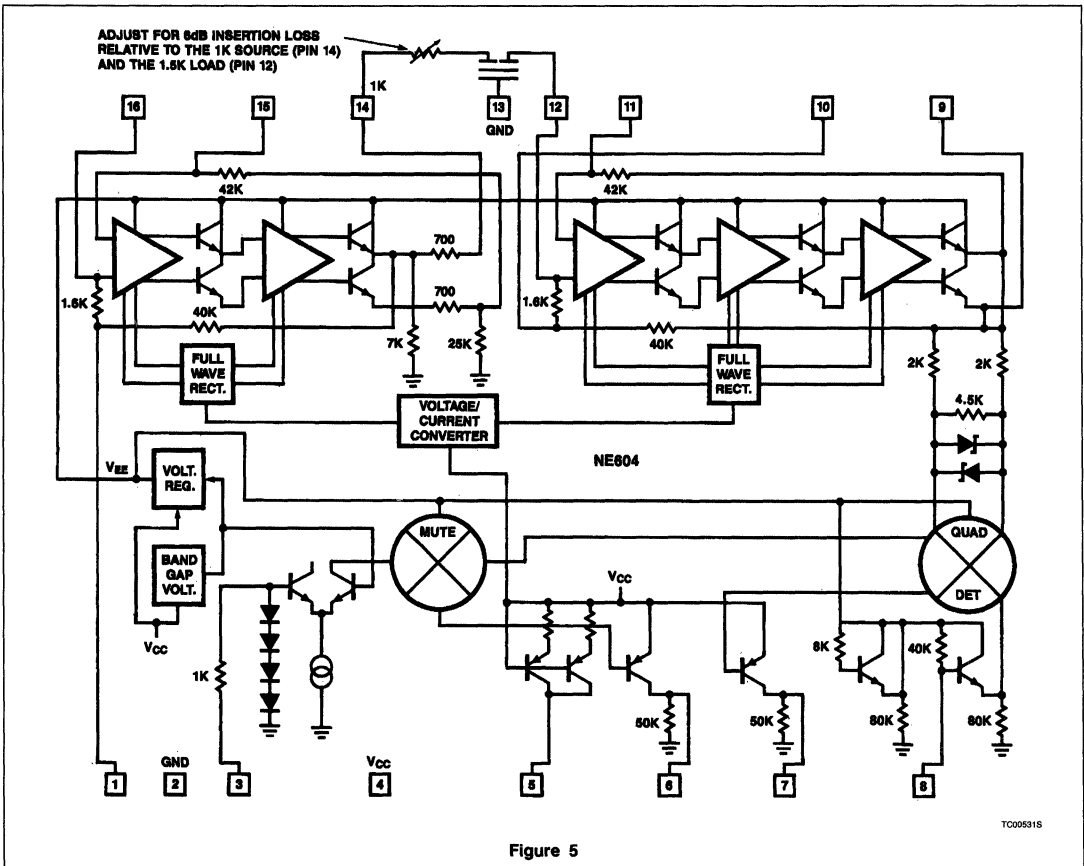 ADJUST FOR 6dB INSERTION LOSS
RELATIVE TO THE 1K SOURCE (PIN 14)
AND THE 1.5K LOAD (PIN 12)
1K
16
15
14
13
12
11
10
9
GND
42K
42K
700
1.6K
700
1.6K
40K
40K
7K
25K
2K
2K
FULL
WAVE
RECT.
FULL
WAVE
RECT.
4.5K
VOLTAGE/
CURRENT
CONVERTER
NE604
VEE
VOLT.
REG.
MUTE
QUAD
DET
BAND
GAP
VOLT.
VCC
VCC
1K
50K
50K
8K
40K
80K
80K
GND
VCC
1
2
3
4
5
6
7
8
TC00531S
Figure 5